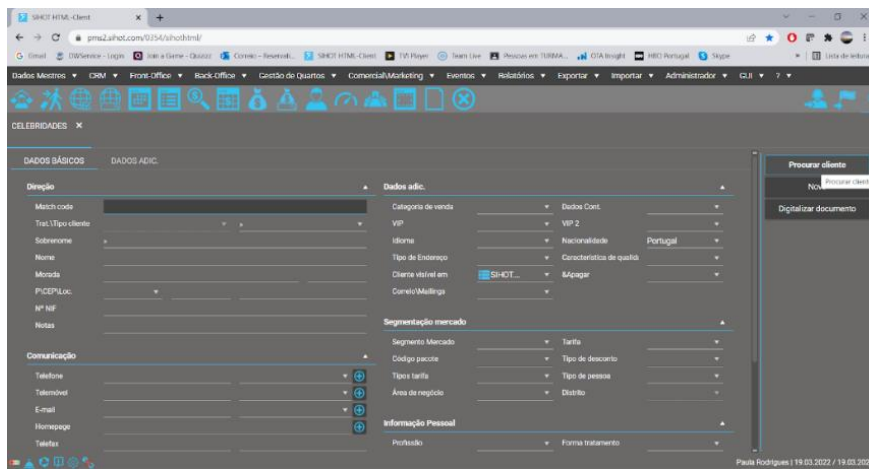 SIHOT HTML-Client
pms2.sihot.com/0354/sihothtml/
Gmail DWService - Login Join a Game - Quizizz Correio – Reservati... SIHOT HTML-Client TVI Player Team Live Pessoas em TURMA... OTA Insight HBO Portugal Skype Lista de leitura
Dados Mestres CRM Front-Office Back-Office Gestão de Quartos Comercial\Marketing Eventos Relatórios Exportar Importar Administrador GUI ?
CELEBRIDADES
DADOS BÁSICOS DADOS ADIC.
Procurar cliente
Procurar client
Nov
Digitalizar documento
Direção
Match code
Trat.\Tipo cliente
Sobrenome
Nome
Morada
P\CEP\Loc.
Nº NIF
Notas
Comunicação
Telefone
Telemóvel
E-mail
Homepage
Telefax
Dados adic.
Categoria de venda Dados Cont.
VIP VIP 2
Idioma Nacionalidade Portugal
Tipo de Endereço Característica de qualid
Cliente visível em SIHOT... &Apagar
Correio\Mailings
Segmentação mercado
Segmento Mercado Tarifa
Código pacote Tipo de desconto
Tipos tarifa Tipo de pessoa
Área de negócio Distrito
Informação Pessoal
Profissão Forma tratamento
Paula Rodrigues | 19.03.2022 / 19.03.202